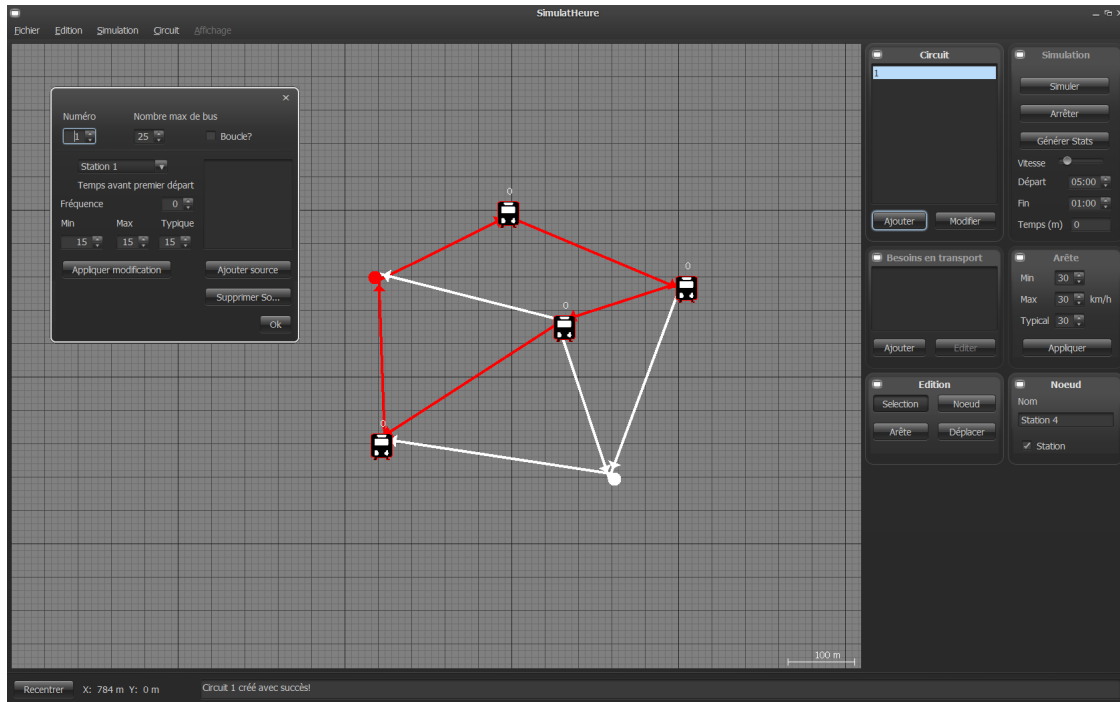 SimulatHeure
Fichier Edition Simulation Circuit Affichage
Numéro Nombre max de bus
1 25 Boucle?
Station 1
Temps avant premier départ
Fréquence 0
Min Max Typique
15 15 15
Appliquer modification Ajouter source
Supprimer So...
Ok
0
0
0
0
100 m
Circuit
1
Ajouter Modifier
Simulation
Simuler
Arrêter
Générer Stats
Vitesse
Départ 05:00
Fin 01:00
Temps (m) 0
Besoins en transport
Ajouter Editer
Arête
Min 30
Max 30 km/h
Typical 30
Appliquer
Edition
Selection Noeud
Arête Déplacer
Noeud
Nom
Station 4
Station
Recentrer X: 784 m Y: 0 m Circuit 1 créé avec succès!